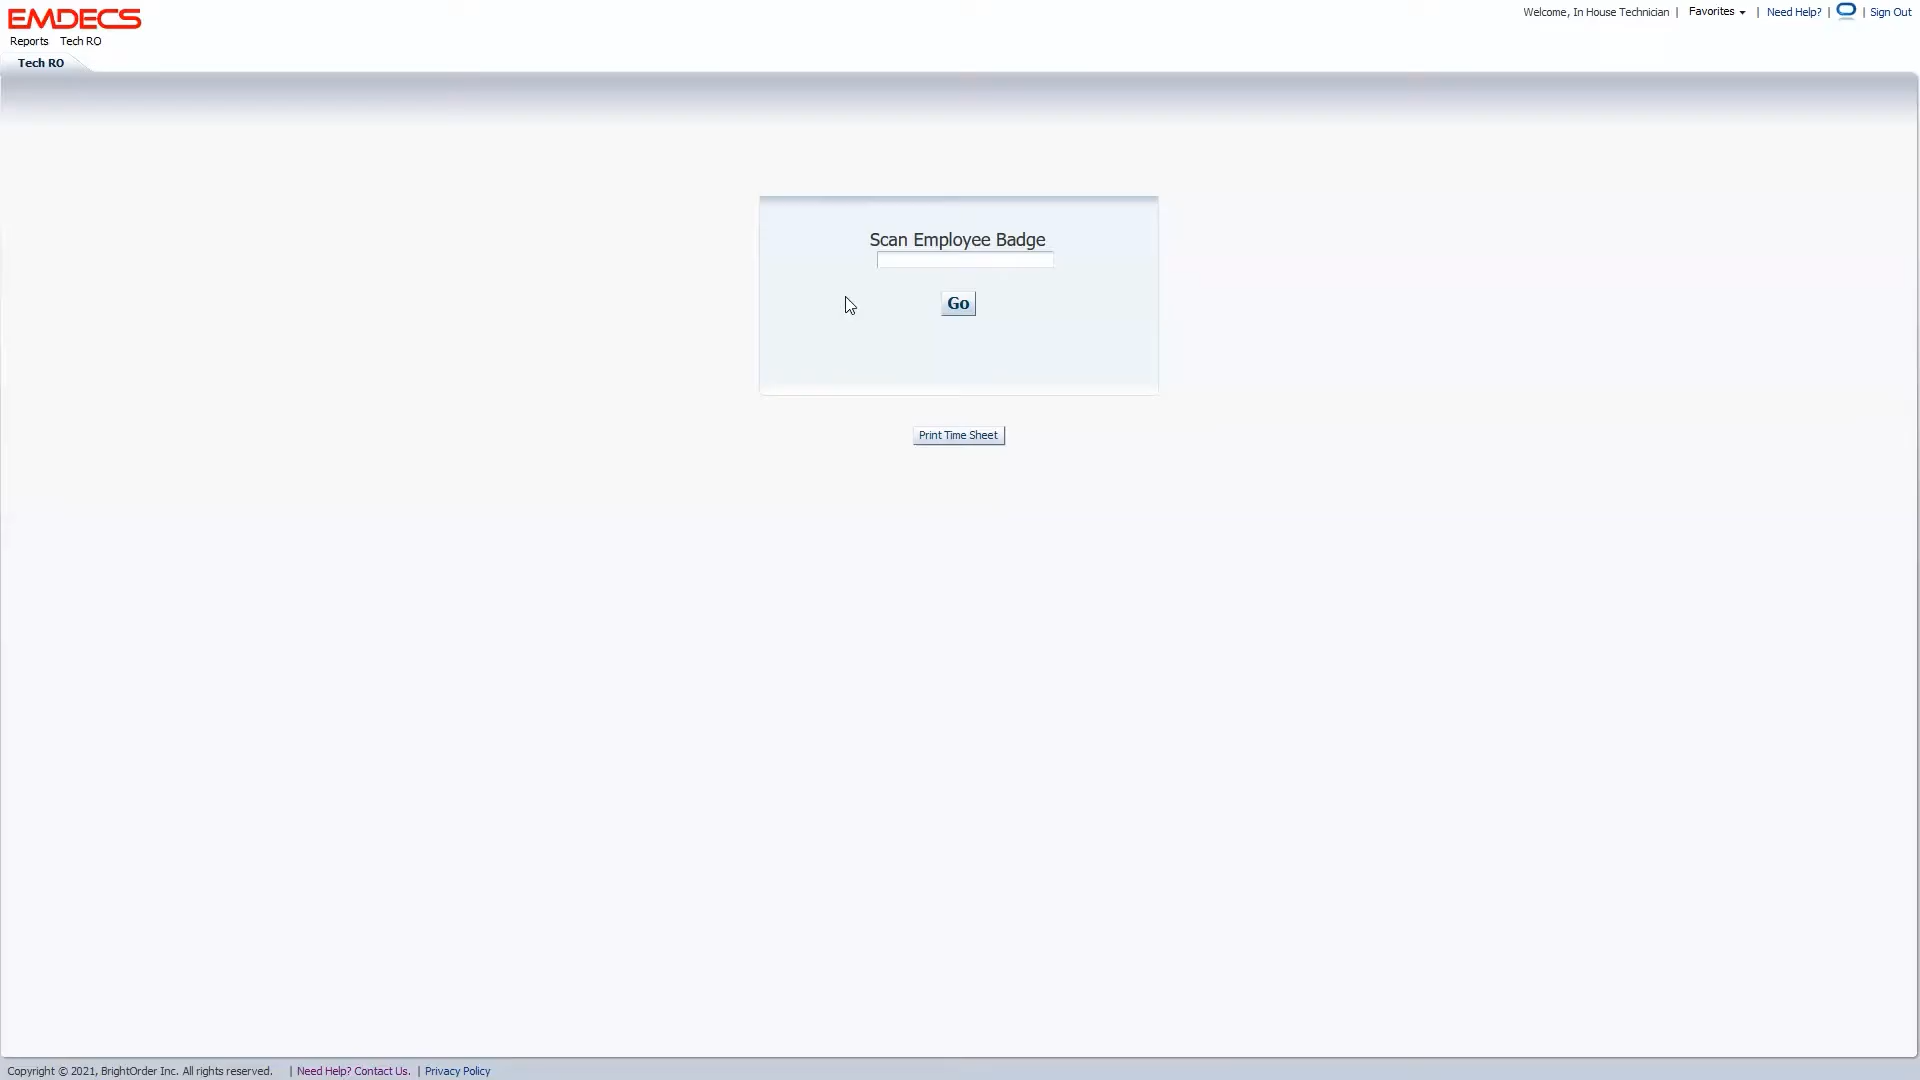 EMDECS
Welcome, In House Technician | Favorites | Need Help? | | Sign Out
Reports Tech RO
Tech RO
Scan Employee Badge
Go
Print Time Sheet
Copyright © 2021, BrightOrder Inc. All rights reserved. | Need Help? Contact Us. | Privacy Policy